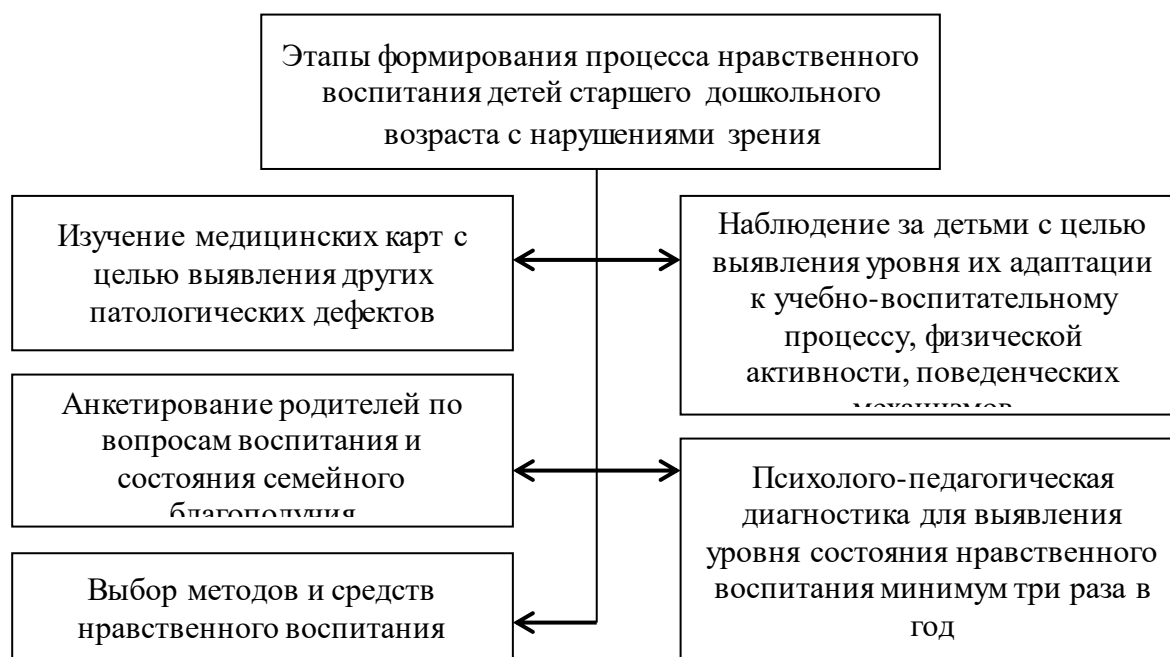 Этапы формирования процесса нравственного
воспитания детей старшего дошкольного
возраста с нарушениями зрения
Изучение медицинских карт с
целью выявления других
патологических дефектов
Наблюдение за детьми с целью
выявления уровня их адаптации
к учебно-воспитательному
процессу, физической
активности, поведенческих
механизмов
Анкетирование родителей по
вопросам воспитания и
состояния семейного
благополучия
Психолого-педагогическая
диагностика для выявления
уровня состояния нравственного
воспитания минимум три раза в
год
Выбор методов и средств
нравственного воспитания